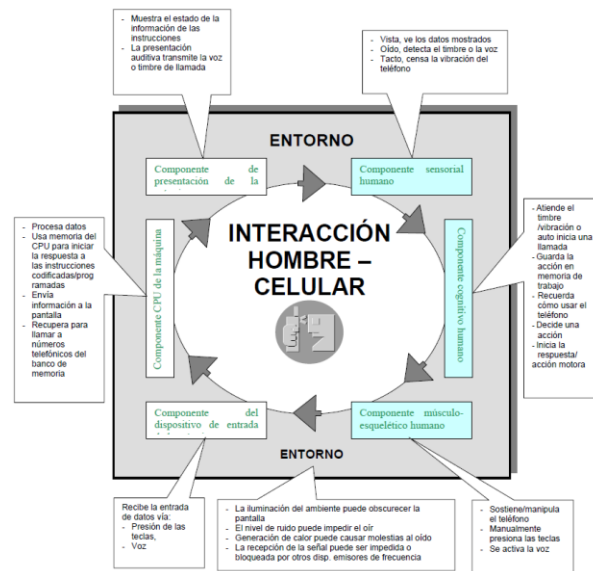 - Muestra el estado de la
información de las
instrucciones
- La presentación
auditiva transmite la voz
o timbre de llamada
- Vista, ve los datos mostrados
- Oído, detecta el timbre o la voz
- Tacto, censa la vibración del
teléfono
ENTORNO
Componente de
presentación de la
Componente sensorial
humano
- Procesa datos
- Usa memoria del
CPU para iniciar
la respuesta a
las instrucciones
codificadas/prog
ramadas
- Envía
información a la
pantalla
- Recupera para
llamar a
números
telefónicos del
banco de
memoria
Componente CPU de la máquina
INTERACCIÓN
HOMBRE –
CELULAR
Componente cognitivo humano
- Atiende el
timbre
/vibración o
auto inicia una
llamada
- Guarda la
acción en
memoria de
trabajo
- Recuerda
cómo usar el
teléfono
- Decide una
acción
- Inicia la
respuesta/
acción motora
Componente del
dispositivo de entrada
Componente músculo-
esquelético humano
ENTORNO
Recibe la entrada
de datos vía:
- Presión de las
teclas,
- Voz
- La iluminación del ambiente puede obscurecer la
pantalla
- El nivel de ruido puede impedir el oír
- Generación de calor puede causar molestias al oído
- La recepción de la señal puede ser impedida o
bloqueada por otros disp. emisores de frecuencia
- Sostiene/manipula
el teléfono
- Manualmente
presiona las teclas
- Se activa la voz